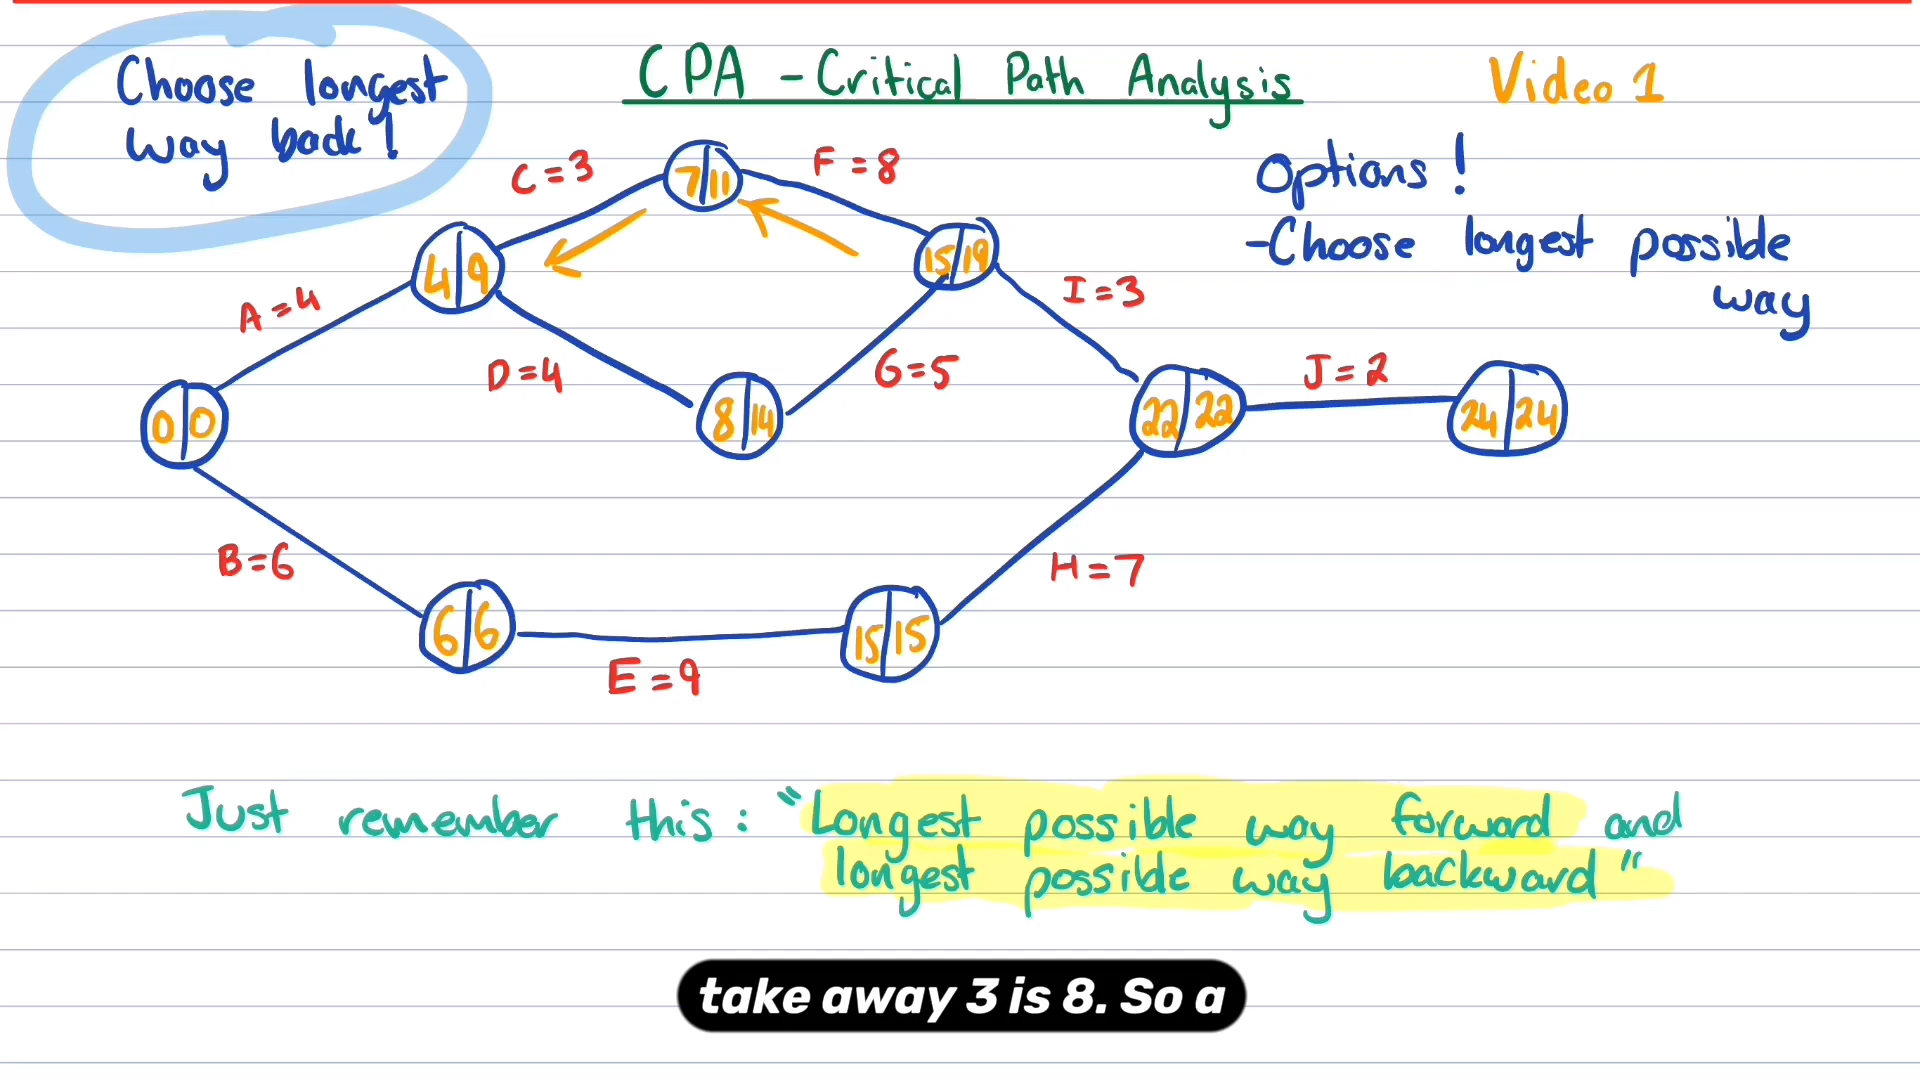 Choose longest
way back!
CPA - Critical Path Analysis
Video 1
Options!
-Choose longest possible
way
C=3
7|11
F=8
4|9
15|19
A=4
I=3
D=4
G=5
J=2
0|0
8|14
22|22
24|24
B=6
H=7
6|6
15|15
E=9
Just remember this: "Longest possible way forward and
longest possible way backward"
take away 3 is 8. So a